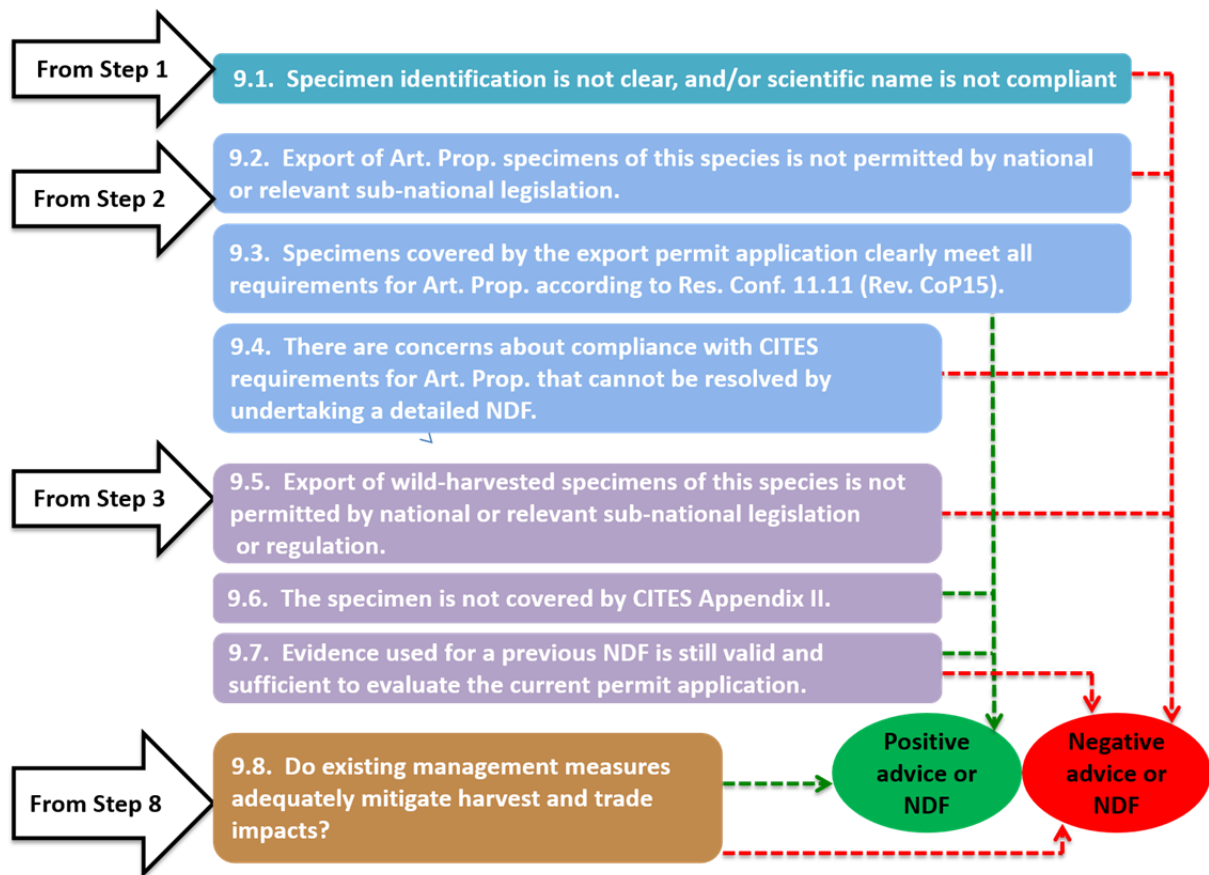 From Step 1
9.1. Specimen identification is not clear, and/or scientific name is not compliant
From Step 2
9.2. Export of Art. Prop. specimens of this species is not permitted by national
or relevant sub-national legislation.
9.3. Specimens covered by the export permit application clearly meet all
requirements for Art. Prop. according to Res. Conf. 11.11 (Rev. CoP15).
9.4. There are concerns about compliance with CITES
requirements for Art. Prop. that cannot be resolved by
undertaking a detailed NDF.
From Step 3
9.5. Export of wild-harvested specimens of this species is not
permitted by national or relevant sub-national legislation
or regulation.
9.6. The specimen is not covered by CITES Appendix II.
9.7. Evidence used for a previous NDF is still valid and
sufficient to evaluate the current permit application.
From Step 8
9.8. Do existing management measures
adequately mitigate harvest and trade
impacts?
Positive
advice or
NDF
Negative
advice or
NDF